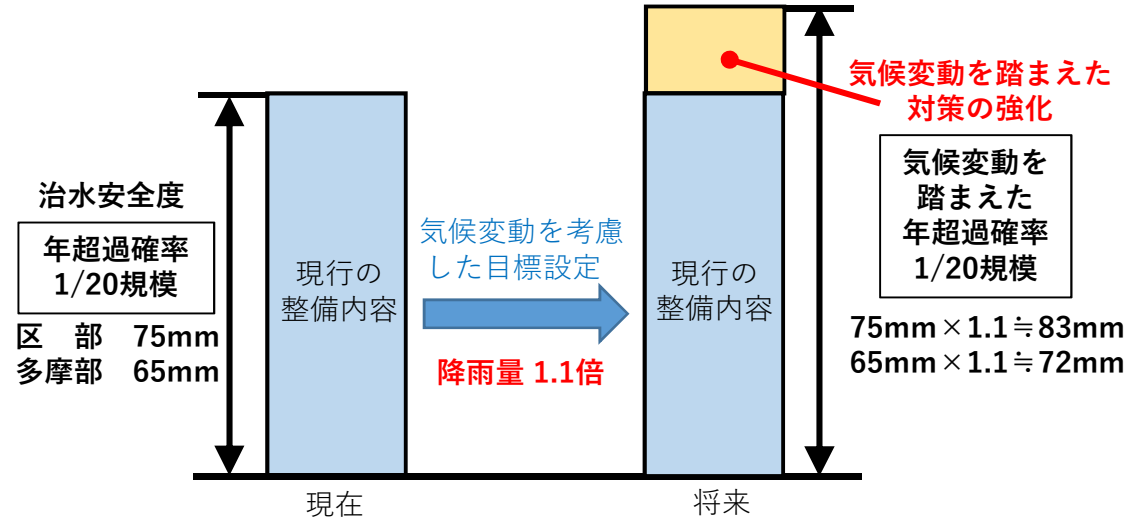 治水安全度
年超過確率
1/20規模
区　部　75mm
多摩部　65mm
現行の
整備内容
現在
気候変動を考慮
した目標設定
降雨量 1.1倍
現行の
整備内容
将来
気候変動を踏まえた
対策の強化
気候変動を
踏まえた
年超過確率
1/20規模
75mm×1.1≒83mm
65mm×1.1≒72mm